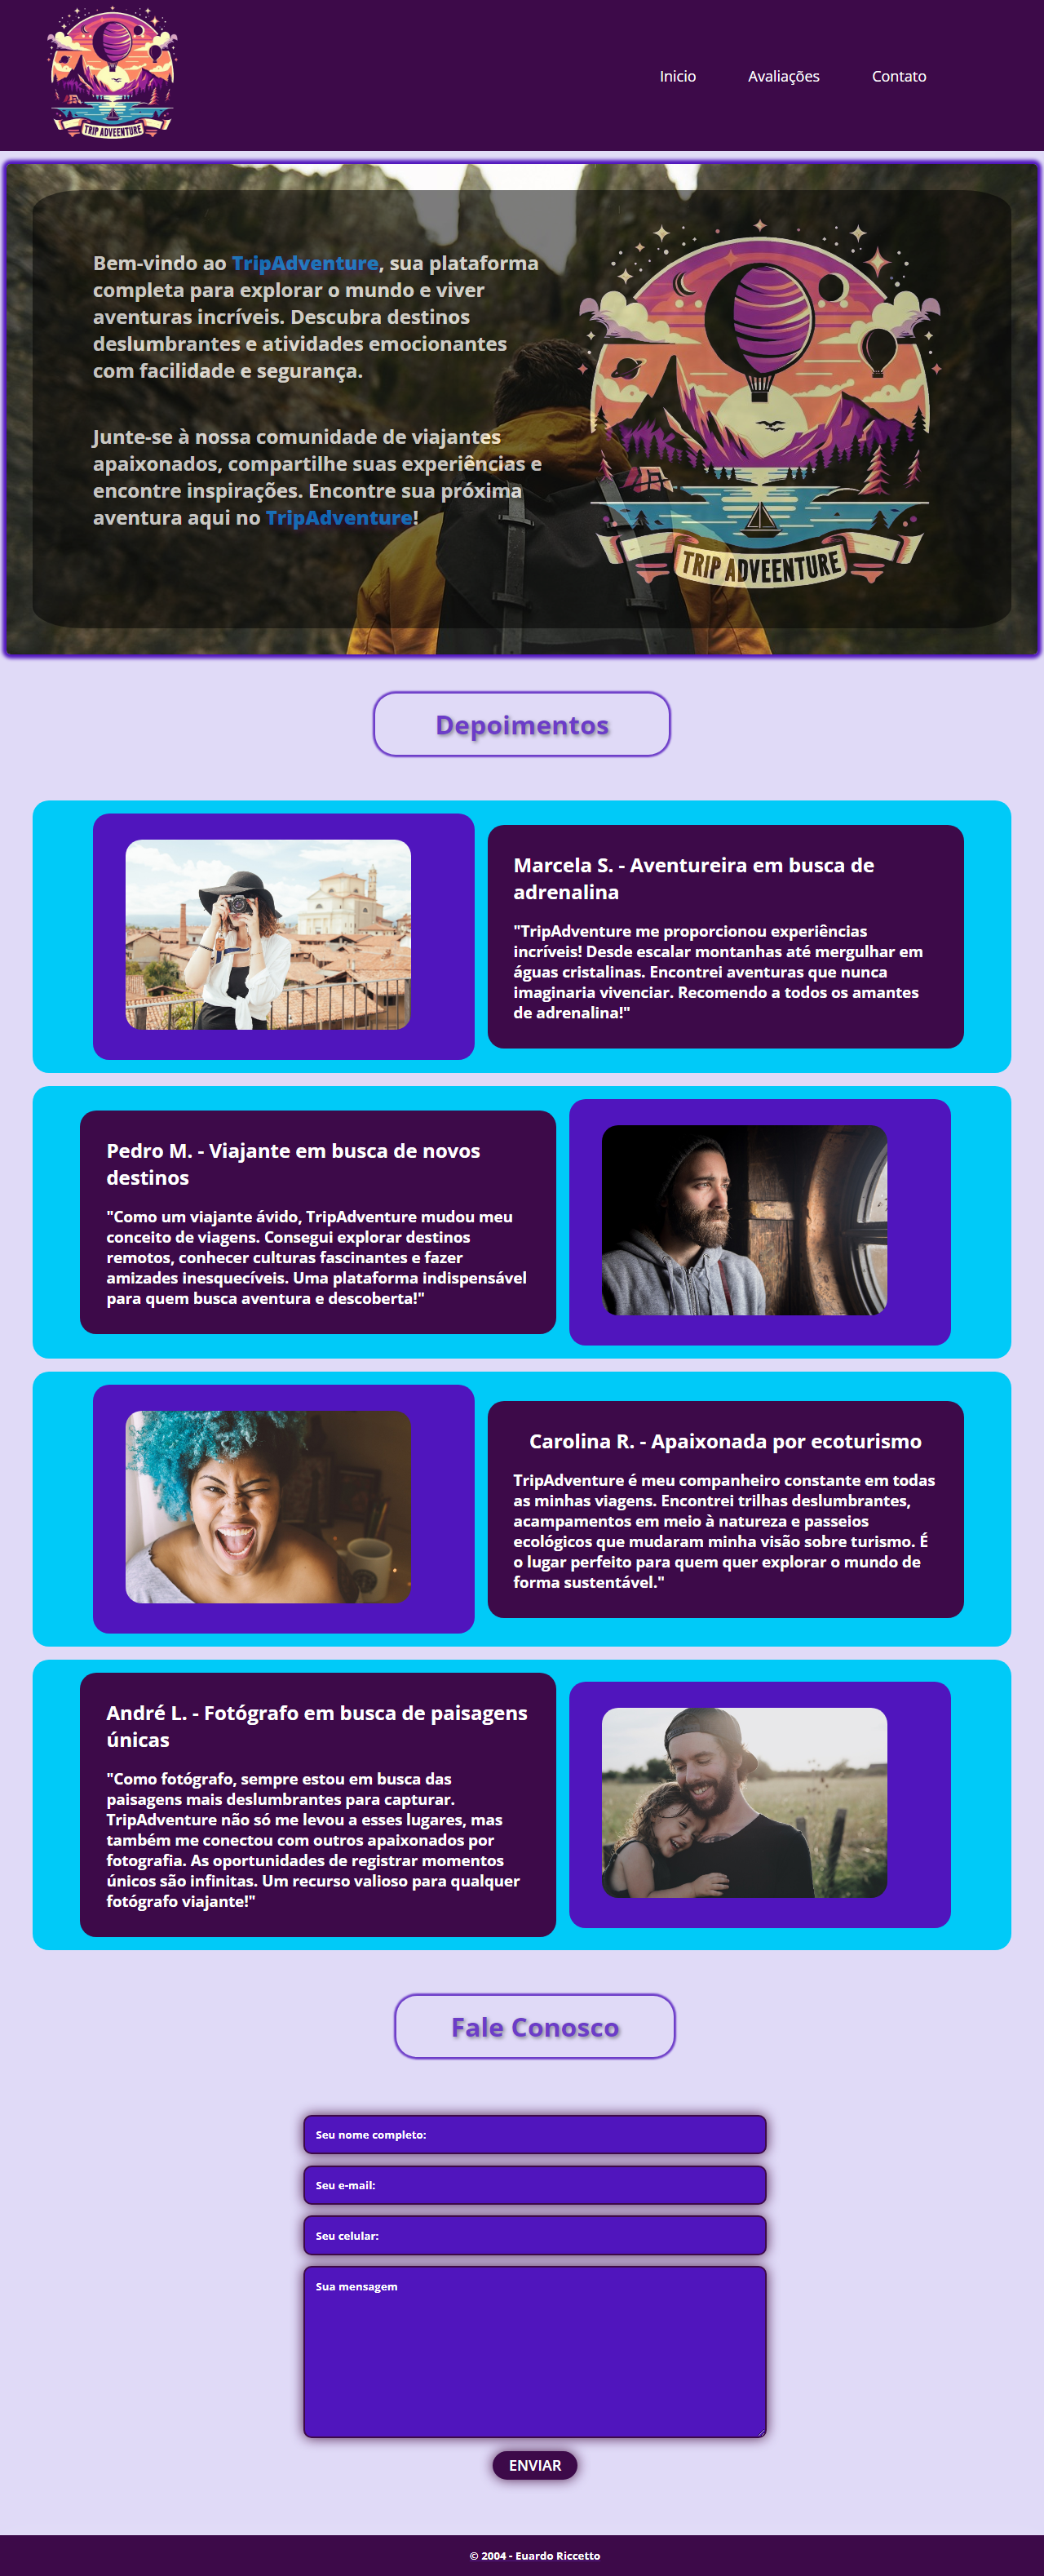 TRIP ADVEENTURE
Inicio
Avaliações
Contato
Bem-vindo ao TripAdventure, sua plataforma
completa para explorar o mundo e viver
aventuras incríveis. Descubra destinos
deslumbrantes e atividades emocionantes
com facilidade e segurança.
Junte-se à nossa comunidade de viajantes
apaixonados, compartilhe suas experiências e
encontre inspirações. Encontre sua próxima
aventura aqui no TripAdventure!
TRIP ADVEENTURE
Depoimentos
Marcela S. - Aventureira em busca de
adrenalina
"TripAdventure me proporcionou experiências
incríveis! Desde escalar montanhas até mergulhar em
águas cristalinas. Encontrei aventuras que nunca
imaginaria vivenciar. Recomendo a todos os amantes
de adrenalina!"
Pedro M. - Viajante em busca de novos
destinos
"Como um viajante ávido, TripAdventure mudou meu
conceito de viagens. Consegui explorar destinos
remotos, conhecer culturas fascinantes e fazer
amizades inesquecíveis. Uma plataforma indispensável
para quem busca aventura e descoberta!"
Carolina R. - Apaixonada por ecoturismo
TripAdventure é meu companheiro constante em todas
as minhas viagens. Encontrei trilhas deslumbrantes,
acampamentos em meio à natureza e passeios
ecológicos que mudaram minha visão sobre turismo. É
o lugar perfeito para quem quer explorar o mundo de
forma sustentável."
André L. - Fotógrafo em busca de paisagens
únicas
"Como fotógrafo, sempre estou em busca das
paisagens mais deslumbrantes para capturar.
TripAdventure não só me levou a esses lugares, mas
também me conectou com outros apaixonados por
fotografia. As oportunidades de registrar momentos
únicos são infinitas. Um recurso valioso para qualquer
fotógrafo viajante!"
Fale Conosco
Seu nome completo:
Seu e-mail:
Seu celular:
Sua mensagem
ENVIAR
© 2004 - Euardo Riccetto